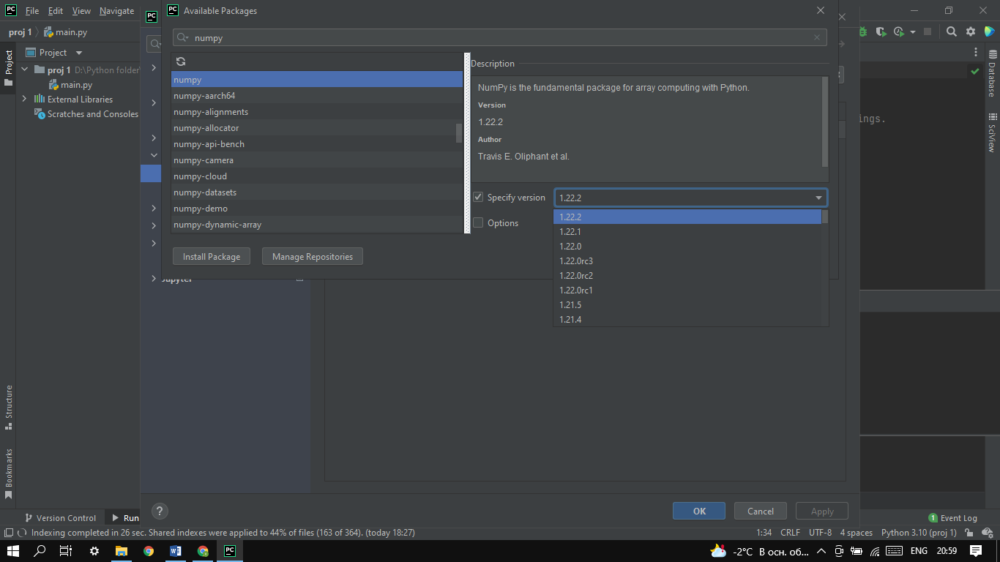 PC File Edit View Navigate
PC
PC Available Packages
proj 1 main.py
numpy
Project
Project
proj 1 D:\Python folder
main.py
External Libraries
Scratches and Consoles
numpy
numpy-aarch64
numpy-alignments
numpy-allocator
numpy-api-bench
numpy-camera
numpy-cloud
numpy-datasets
numpy-demo
numpy-dynamic-array
Install Package Manage Repositories
Description
NumPy is the fundamental package for array computing with Python.
Version
1.22.2
Author
Travis E. Oliphant et al.
Specify version 1.22.2
Options
1.22.2
1.22.1
1.22.0
1.22.0rc3
1.22.0rc2
1.22.0rc1
1.21.5
1.21.4
Jupyter
ings.
Database
SciView
Structure
Bookmarks
? OK Cancel Apply
Version Control Run 1 Event Log
Indexing completed in 26 sec. Shared indexes were applied to 44% of files (163 of 364). (today 18:27) 1:34 CRLF UTF-8 4 spaces Python 3.10 (proj 1)
W PC -2°C В осн. об... ENG 20:59